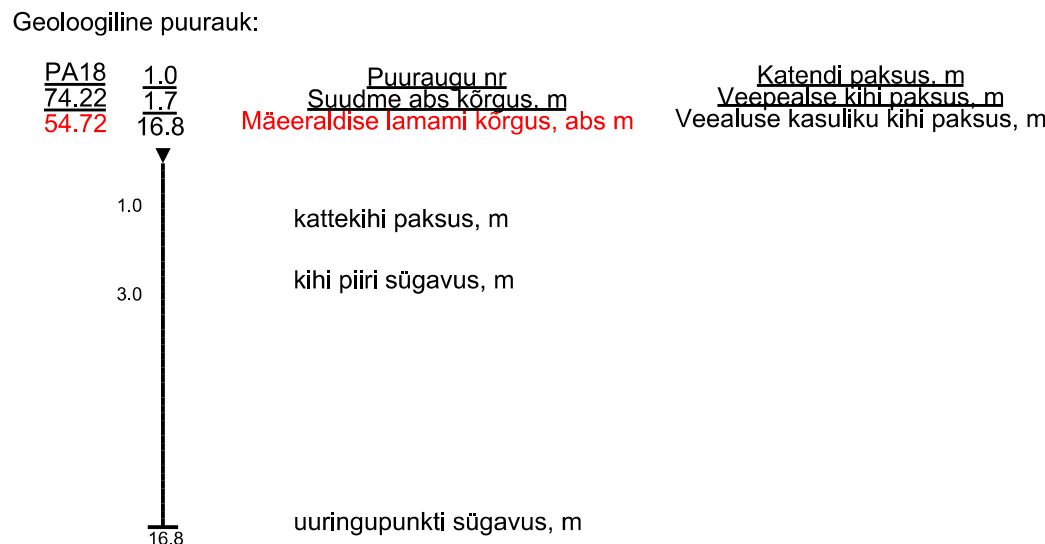 Geoloogiline puurauk:
PA18 1.0 Puuraugu nr Katendi paksus, m
74.22 1.7 Suudme abs kõrgus, m Veepealse kihi paksus, m
54.72 16.8 Mäeeraldise lamami kõrgus, abs m Veealuse kasuliku kihi paksus, m
1.0
kattekihi paksus, m
kihi piiri sügavus, m
3.0
uuringupunkti sügavus, m
16.8